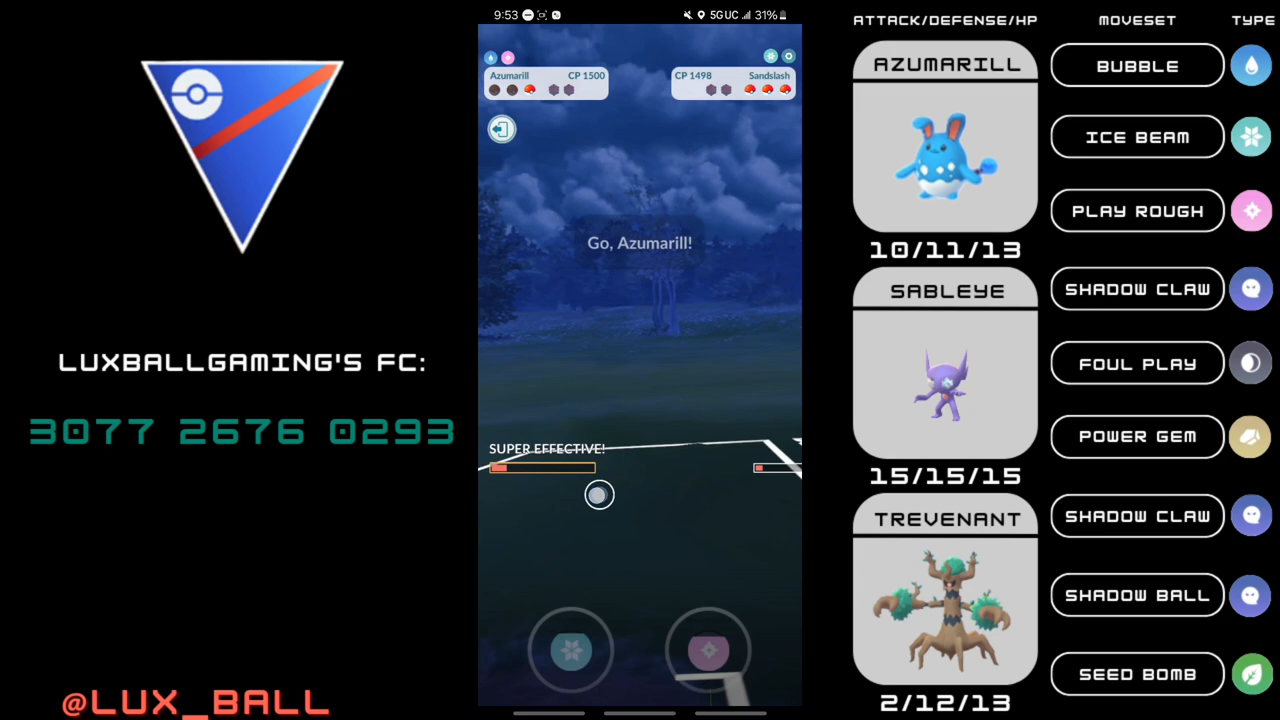 LUXBALLGAMING'S FC:
3077 2676 0293
@LUX_BALL
9:53
5GUC 31%
Azumarill CP 1500
CP 1498 Sandslash
Go, Azumarill!
SUPER EFFECTIVE!
ATTACK/DEFENSE/HP MOVESET TYPE
AZUMARILL
10/11/13
BUBBLE
ICE BEAM
PLAY ROUGH
SABLEYE
15/15/15
SHADOW CLAW
FOUL PLAY
POWER GEM
TREVENANT
2/12/13
SHADOW CLAW
SHADOW BALL
SEED BOMB